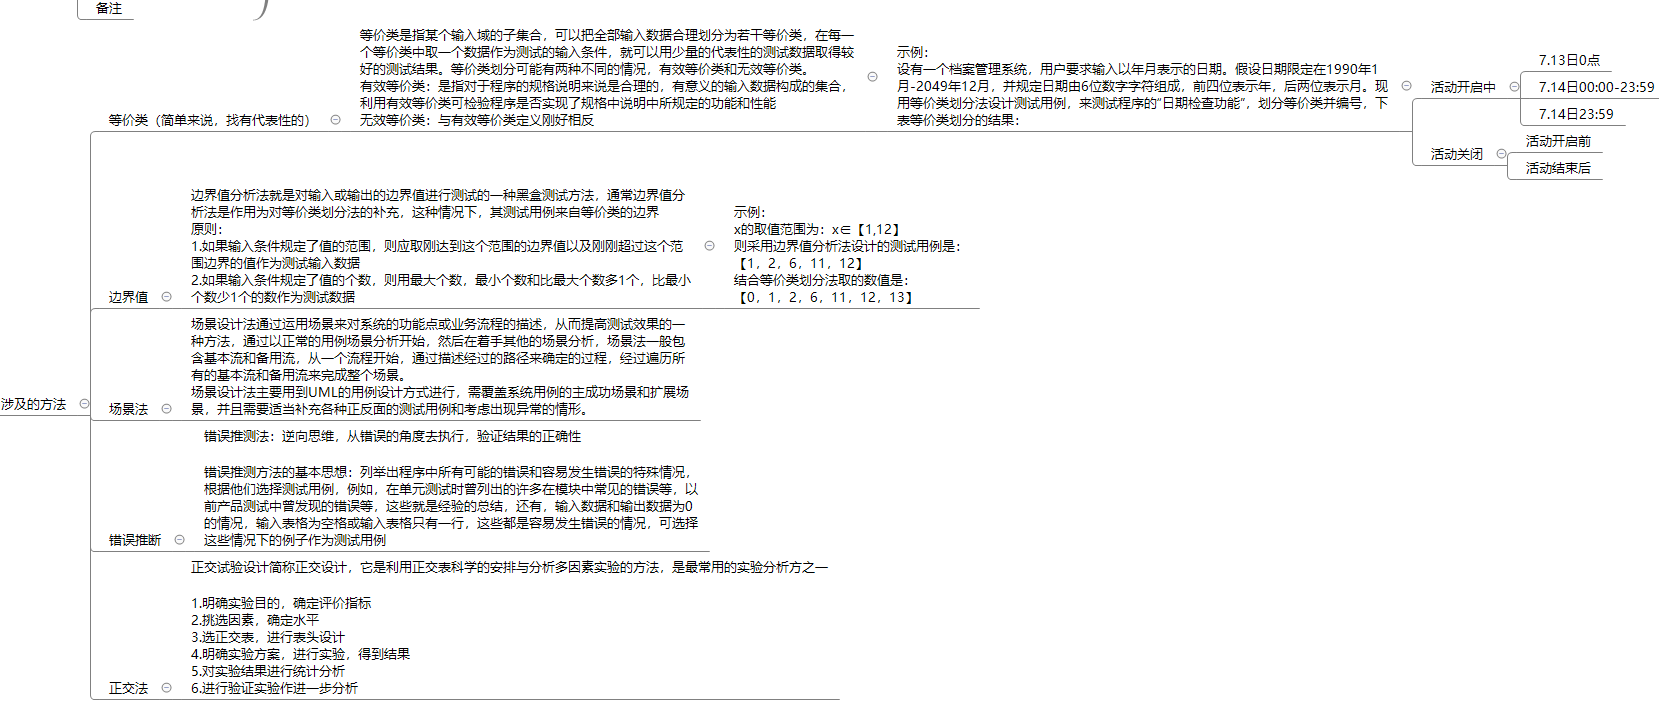 备注
等价类是指某个输入域的子集合，可以把全部输入数据合理划分为若干等价类，在每一
个等价类中取一个数据作为测试的输入条件，就可以用少量的代表性的测试数据取得较
好的测试结果。等价类划分可能有两种不同的情况，有效等价类和无效等价类。
有效等价类：是指对于程序的规格说明来说是合理的，有意义的输入数据构成的集合，
利用有效等价类可检验程序是否实现了规格中说明中所规定的功能和性能
无效等价类：与有效等价类定义刚好相反
等价类（简单来说，找有代表性的）
示例：
设有一个档案管理系统，用户要求输入以年月表示的日期。假设日期限定在1990年1
月-2049年12月，并规定日期由6位数字字符组成，前四位表示年，后两位表示月。现
用等价类划分法设计测试用例，来测试程序的“日期检查功能”，划分等价类并编号，下
表等价类划分的结果：
活动开启中
7.13日0点
7.14日00:00-23:59
7.14日23:59
活动关闭
活动开启前
活动结束后
边界值分析法就是对输入或输出的边界值进行测试的一种黑盒测试方法，通常边界值分
析法是作用为对等价类划分法的补充，这种情况下，其测试用例来自等价类的边界
原则：
1.如果输入条件规定了值的范围，则应取刚达到这个范围的边界值以及刚刚超过这个范
围边界的值作为测试输入数据
2.如果输入条件规定了值的个数，则用最大个数，最小个数和比最大个数多1个，比最小
个数少1个的数作为测试数据
边界值
示例：
x的取值范围为：x∈【1,12】
则采用边界值分析法设计的测试用例是：
【1，2，6，11，12】
结合等价类划分法取的数值是：
【0，1，2，6，11，12，13】
场景设计法通过运用场景来对系统的功能点或业务流程的描述，从而提高测试效果的一
种方法，通过以正常的用例场景分析开始，然后在着手其他的场景分析，场景法一般包
含基本流和备用流，从一个流程开始，通过描述经过的路径来确定的过程，经过遍历所
有的基本流和备用流来完成整个场景。
场景设计法主要用到UML的用例设计方式进行，需覆盖系统用例的主成功场景和扩展场
景，并且需要适当补充各种正反面的测试用例和考虑出现异常的情形。
涉及的方法
场景法
错误推测法：逆向思维，从错误的角度去执行，验证结果的正确性
错误推测方法的基本思想：列举出程序中所有可能的错误和容易发生错误的特殊情况，
根据他们选择测试用例，例如，在单元测试时曾列出的许多在模块中常见的错误等，以
前产品测试中曾发现的错误等，这些就是经验的总结，还有，输入数据和输出数据为0
的情况，输入表格为空格或输入表格只有一行，这些都是容易发生错误的情况，可选择
这些情况下的例子作为测试用例
错误推断
正交试验设计简称正交设计，它是利用正交表科学的安排与分析多因素实验的方法，是最常用的实验分析方之一
1.明确实验目的，确定评价指标
2.挑选因素，确定水平
3.选正交表，进行表头设计
4.明确实验方案，进行实验，得到结果
5.对实验结果进行统计分析
6.进行验证实验作进一步分析
正交法